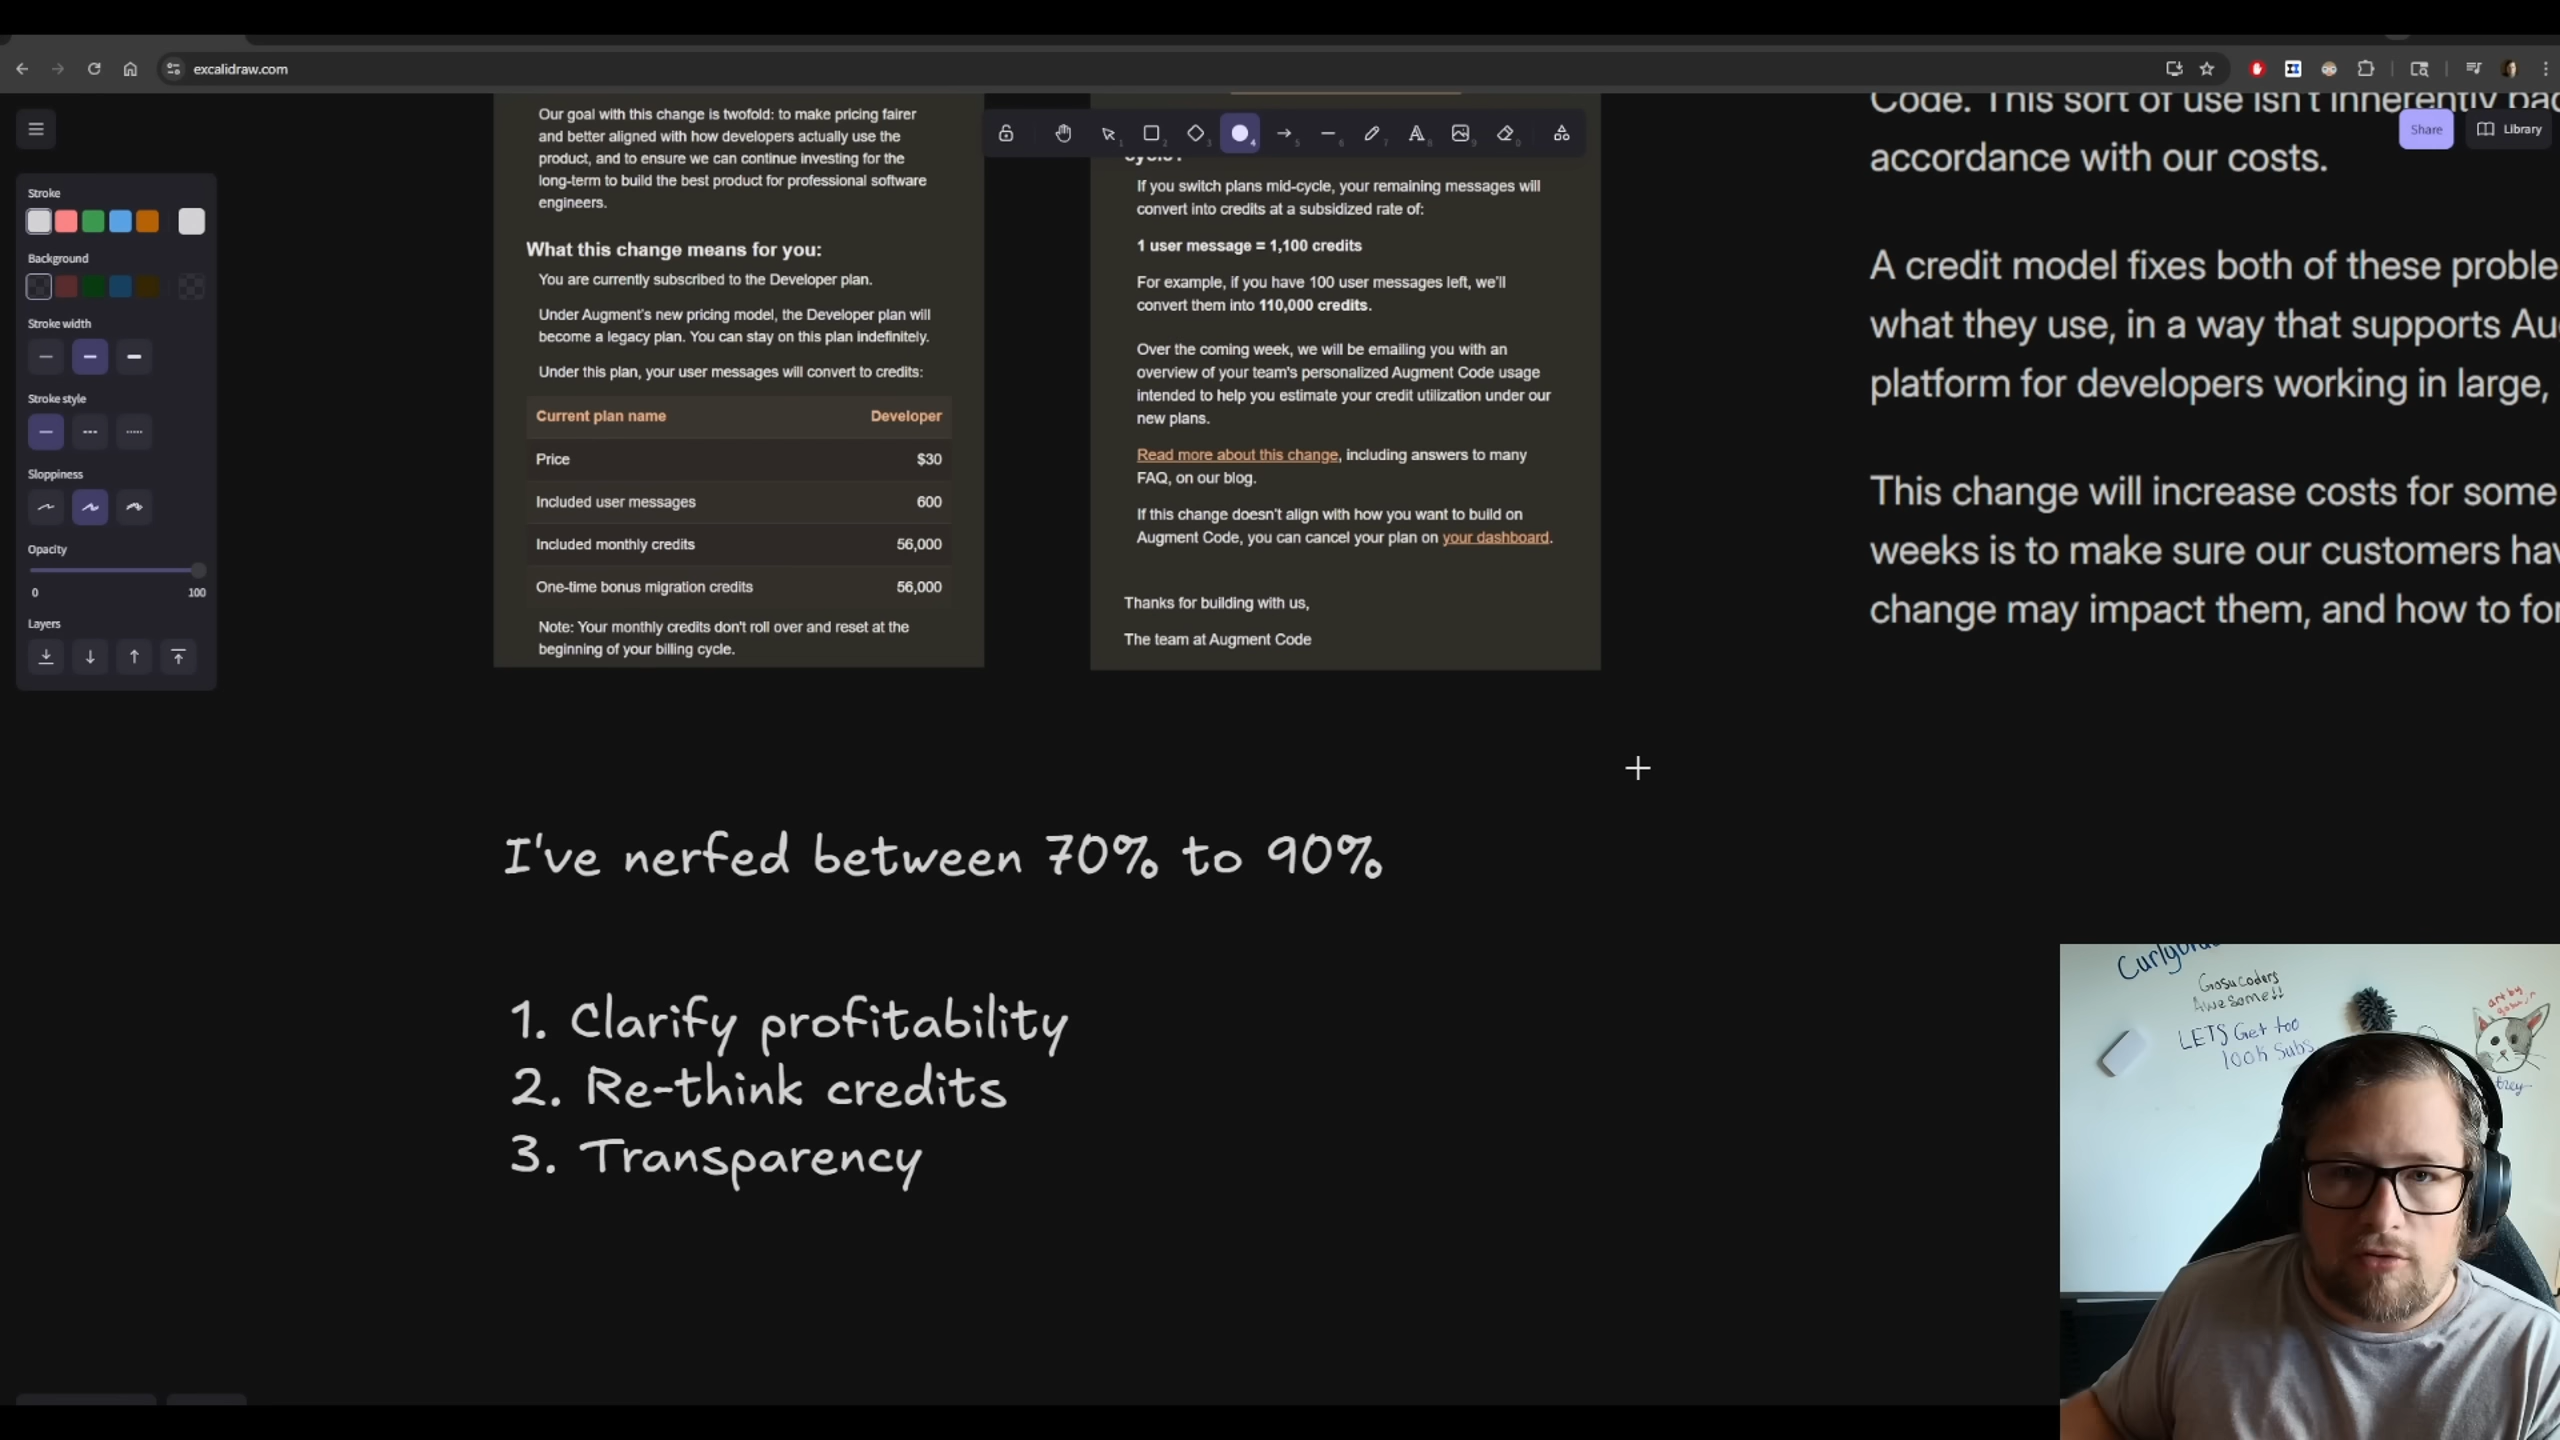 excalidraw.com
Share
Library
Stroke
Background
Stroke width
Stroke style
Sloppiness
Opacity
0 100
Layers
Our goal with this change is twofold: to make pricing fairer
and better aligned with how developers actually use the
product, and to ensure we can continue investing for the
long-term to build the best product for professional software
engineers.
What this change means for you:
You are currently subscribed to the Developer plan.
Under Augment's new pricing model, the Developer plan will
become a legacy plan. You can stay on this plan indefinitely.
Under this plan, your user messages will convert to credits:
Current plan name Developer
Price $30
Included user messages 600
Included monthly credits 56,000
One-time bonus migration credits 56,000
Note: Your monthly credits don't roll over and reset at the
beginning of your billing cycle.
If you switch plans mid-cycle, your remaining messages will
convert into credits at a subsidized rate of:
1 user message = 1,100 credits
For example, if you have 100 user messages left, we'll
convert them into 110,000 credits.
Over the coming week, we will be emailing you with an
overview of your team's personalized Augment Code usage
intended to help you estimate your credit utilization under our
new plans.
Read more about this change, including answers to many
FAQ, on our blog.
If this change doesn't align with how you want to build on
Augment Code, you can cancel your plan on your dashboard.
Thanks for building with us,
The team at Augment Code
Code. This sort of use isn't inherently bad
accordance with our costs.
A credit model fixes both of these proble
what they use, in a way that supports Au
platform for developers working in large,
This change will increase costs for some
weeks is to make sure our customers hav
change may impact them, and how to for
I've nerfed between 70% to 90%
1. Clarify profitability
2. Re-think credits
3. Transparency
Gosucoders
Awesome!!
LETS Get too
100k Subs
art by